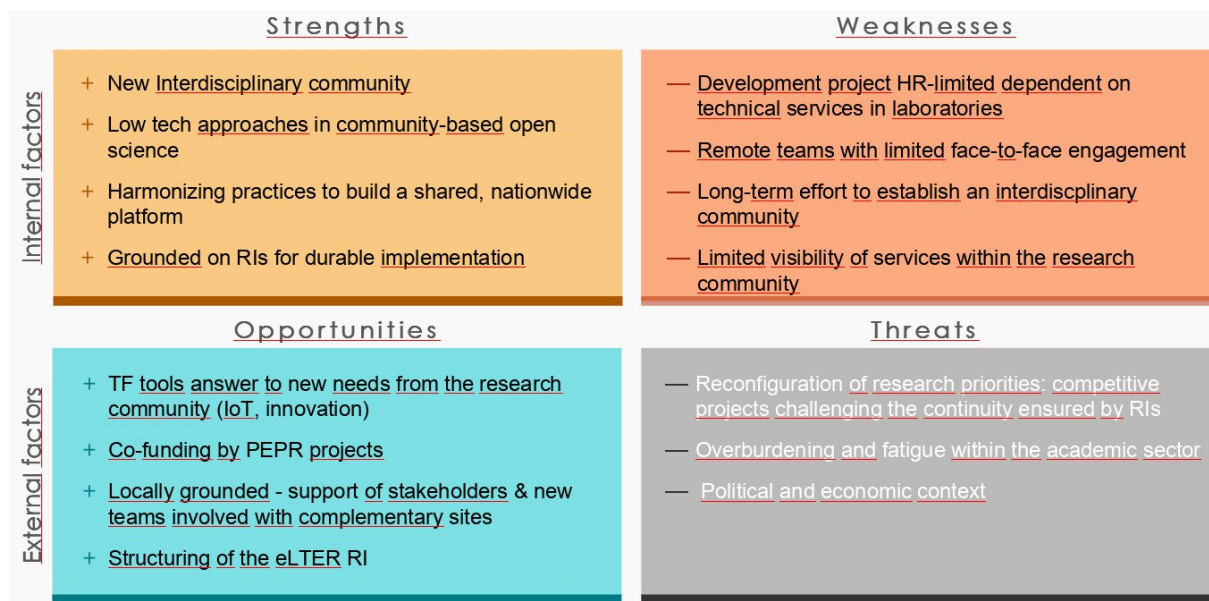 Strengths
Weaknesses
Internal factors
+ New Interdisciplinary community
+ Low tech approaches in community-based open
science
+ Harmonizing practices to build a shared, nationwide
platform
+ Grounded on RIs for durable implementation
— Development project HR-limited dependent on
technical services in laboratories
— Remote teams with limited face-to-face engagement
— Long-term effort to establish an interdiscplinary
community
— Limited visibility of services within the research
community
Opportunities
Threats
External factors
+ TF tools answer to new needs from the research
community (IoT, innovation)
+ Co-funding by PEPR projects
+ Locally grounded - support of stakeholders & new
teams involved with complementary sites
+ Structuring of the eLTER RI
— Reconfiguration of research priorities: competitive
projects challenging the continuity ensured by RIs
— Overburdening and fatigue within the academic sector
— Political and economic context